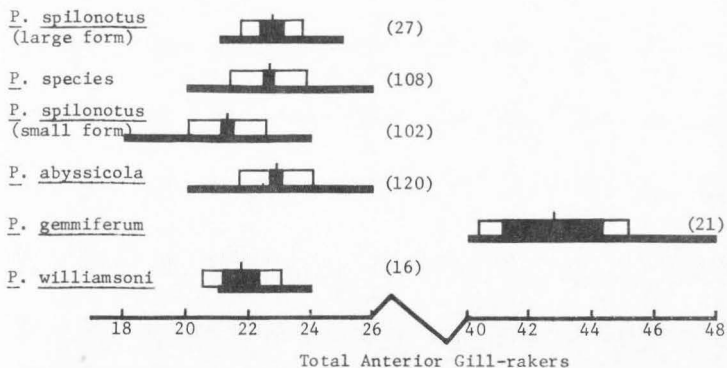 P. spilonotus
(large form) (27)
P. species (108)
P. spilonotus
(small form) (102)
P. abyssicola (120)
P. gemmiferum (21)
P. williamsoni (16)
18 20 22 24 26 40 42 44 46 48
Total Anterior Gill-rakers